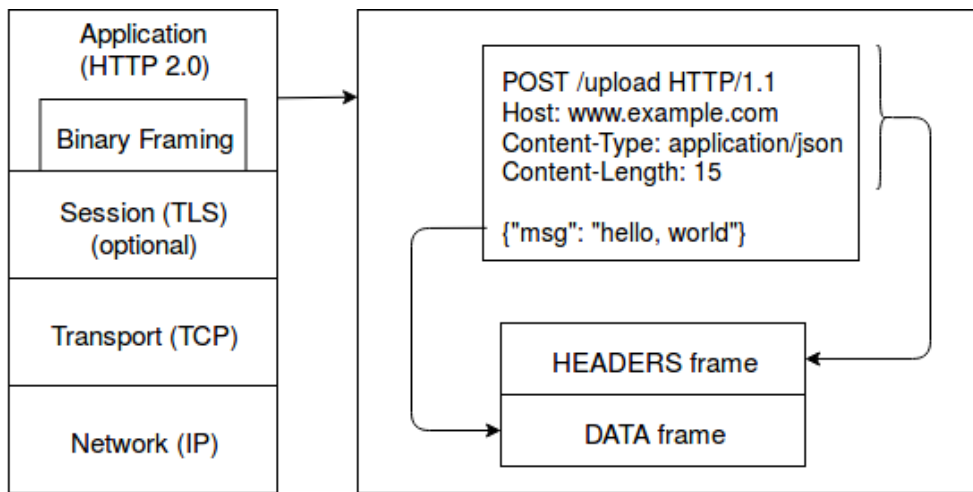 Application
(HTTP 2.0)
Binary Framing
Session (TLS)
(optional)
Transport (TCP)
Network (IP)
POST /upload HTTP/1.1
Host: www.example.com
Content-Type: application/json
Content-Length: 15
{"msg": "hello, world"}
HEADERS frame
DATA frame